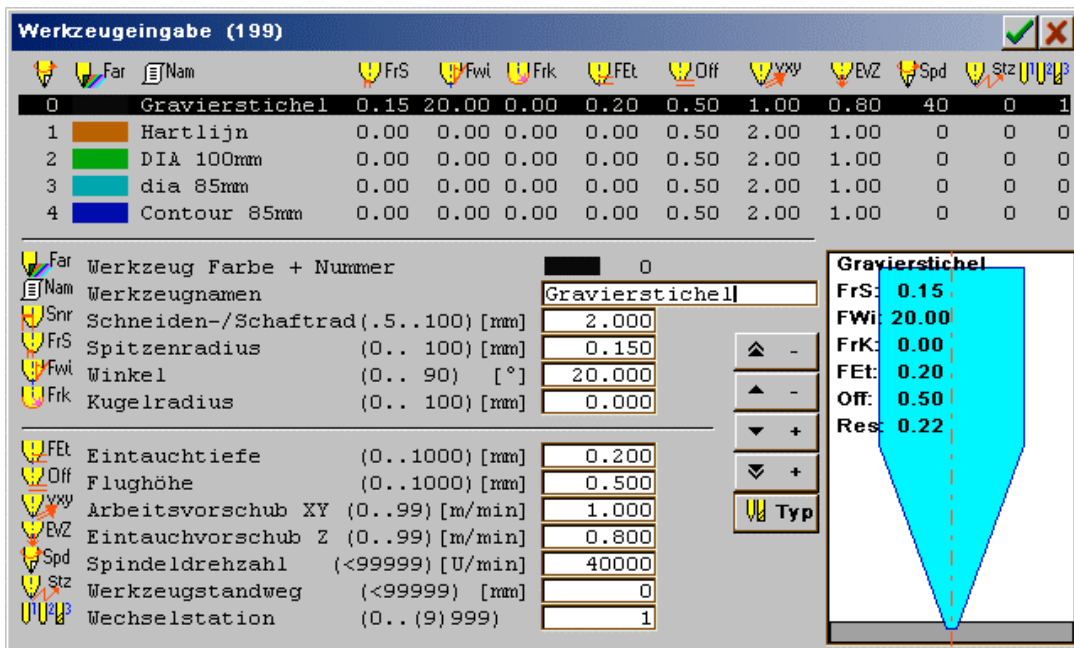 Werkzeugeingabe (199)
Far Nam FrS Fwi Frk FEt Off VXY EVZ Spd Stz 1 2 3
0 Gravierstichel 0.15 20.00 0.00 0.20 0.50 1.00 0.80 40 0 1
1 Hartlijn 0.00 0.00 0.00 0.00 0.50 2.00 1.00 0 0 0
2 DIA 100mm 0.00 0.00 0.00 0.00 0.50 2.00 1.00 0 0 0
3 dia 85mm 0.00 0.00 0.00 0.00 0.50 2.00 1.00 0 0 0
4 Contour 85mm 0.00 0.00 0.00 0.00 0.50 2.00 1.00 0 0 0
Far Werkzeug Farbe + Nummer 0
Nam Werkzeugnamen Gravierstichel
Snr Schneiden-/Schaftrad(.5..100)[mm] 2.000
FrS Spitzenradius (0.. 100)[mm] 0.150
Fwi Winkel (0.. 90) [°] 20.000
Frk Kugelradius (0.. 100)[mm] 0.000
FEt Eintauchtiefe (0..1000)[mm] 0.200
Off Flughöhe (0..1000)[mm] 0.500
VXY Arbeitsvorschub XY (0..99)[m/min] 1.000
EVZ Eintauchvorschub Z (0..99)[m/min] 0.800
Spd Spindeldrehzahl (<99999)[U/min] 40000
Stz Werkzeugstandweg (<99999) [mm] 0
1 2 3 Wechselstation (0..(9)999) 1
-
-
+
+
Typ
Gravierstichel
FrS: 0.15
FWi: 20.00
FrK: 0.00
FEt: 0.20
Off: 0.50
Res: 0.22